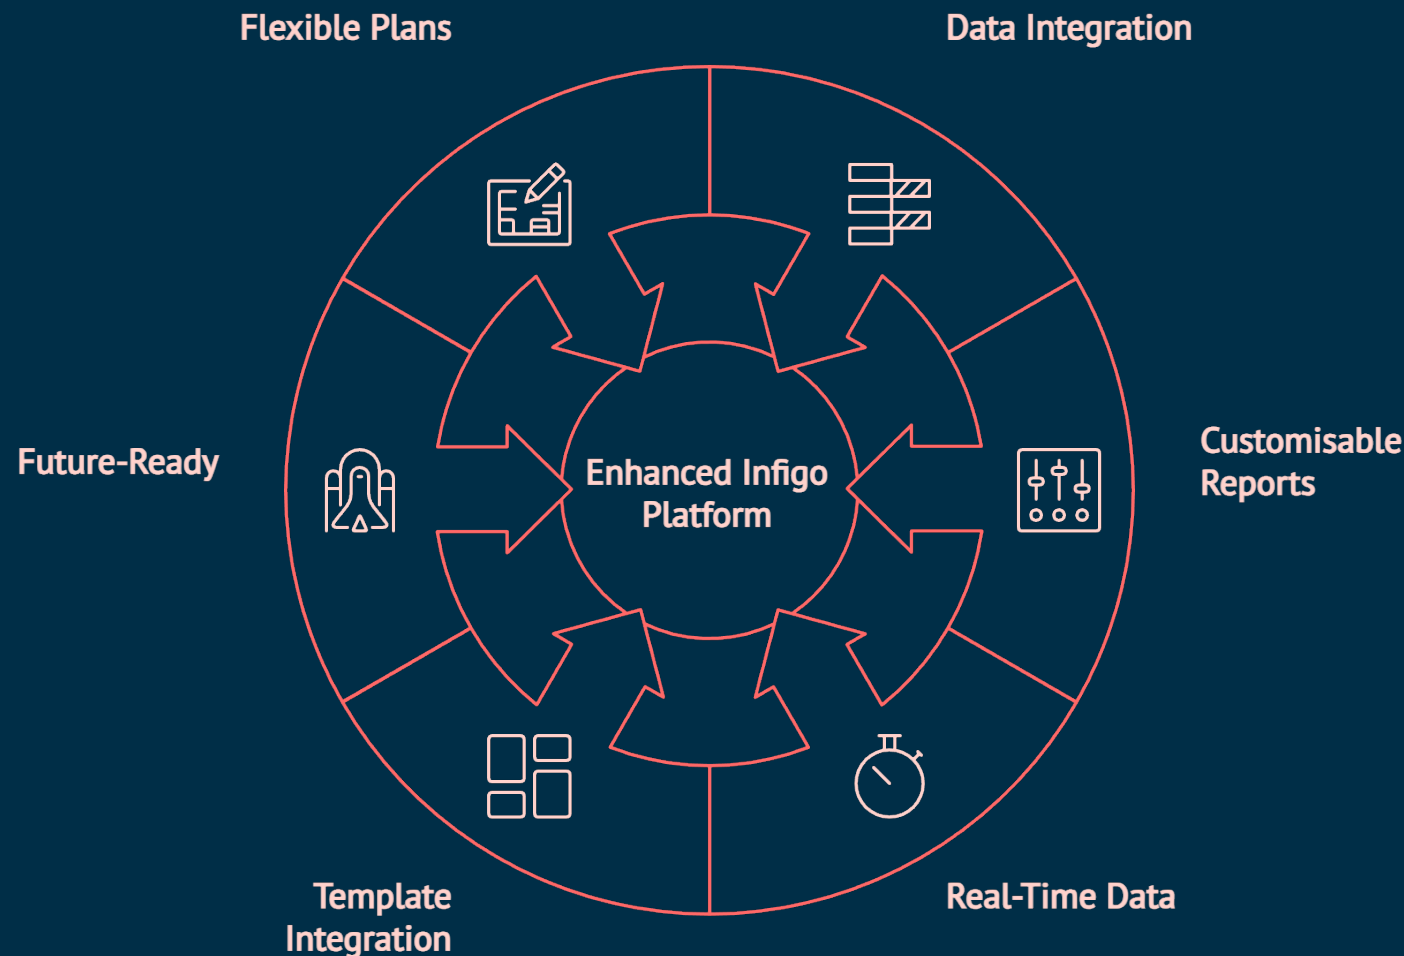 Flexible Plans
Data Integration
Future-Ready
Enhanced Infigo
Platform
Customisable
Reports
Template
Integration
Real-Time Data